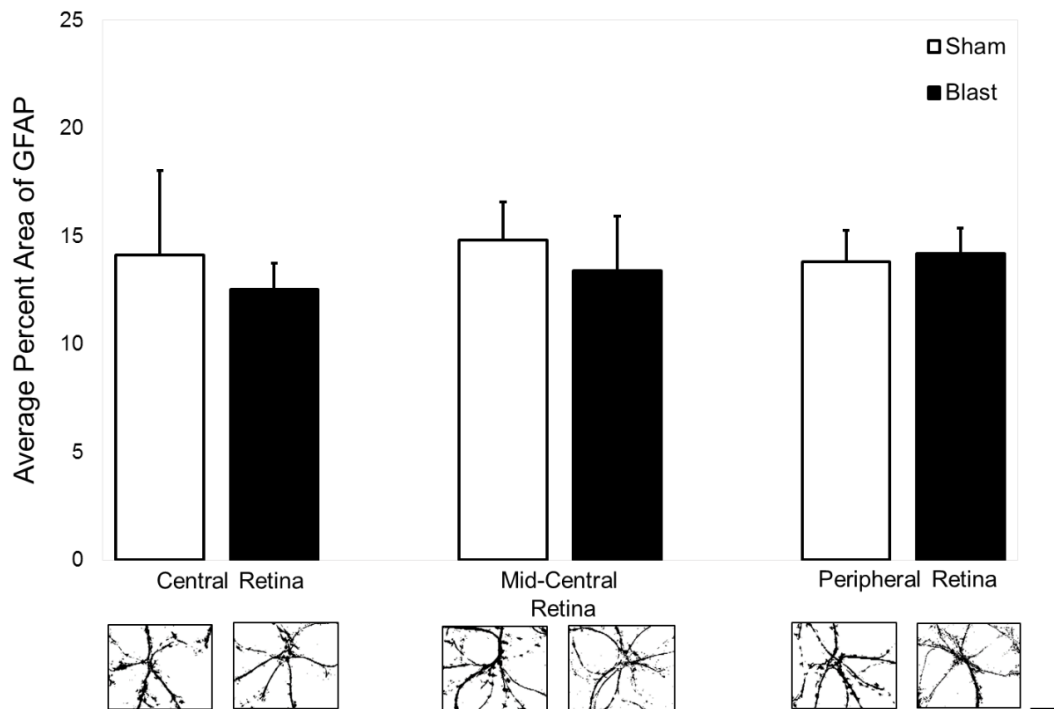 Average Percent Area of GFAP
25
20
15
10
5
0
Sham
Blast
Central Retina
Mid-Central
Retina
Peripheral Retina